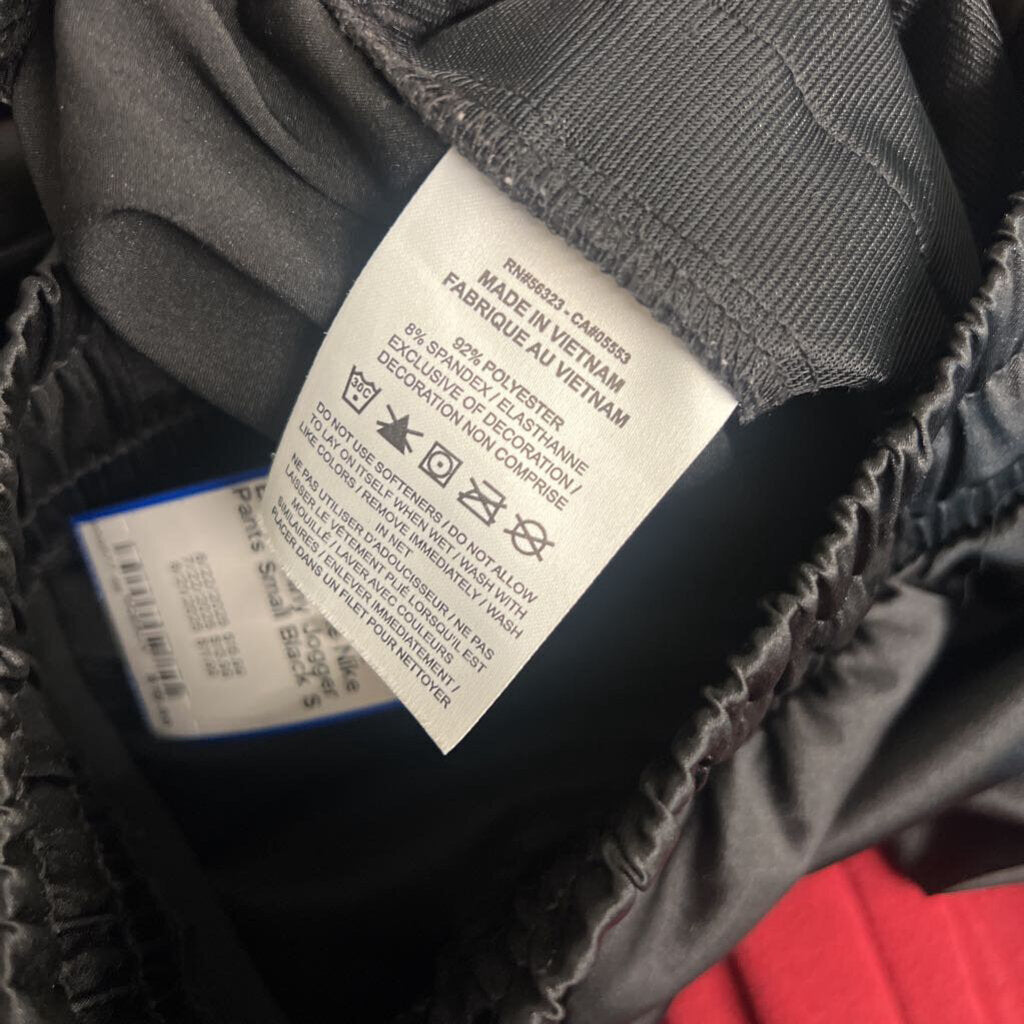 RN#56323 - CA#05553
MADE IN VIETNAM
FABRIQUE AU VIETNAM
92% POLYESTER
8% SPANDEX / ELASTHANNE
EXCLUSIVE OF DECORATION /
DECORATION NON COMPRISE
30C
DO NOT USE SOFTENERS / DO NOT ALLOW
TO LAY ON ITSELF WHEN WET / WASH WITH
LIKE COLORS / REMOVE IMMEDIATELY / WASH
IN NET
NE PAS UTILISER D'ADOUCISSEUR / NE PAS
LAISSER LE VÊTEMENT PLIÉ LORSQU'IL EST
MOUILLÉ / LAVER AVEC COULEURS
SIMILAIRES / ENLEVER IMMEDIATEMENT /
PLACER DANS UN FILET POUR NETTOYER
Nike
Jogger
Pants Small Black S